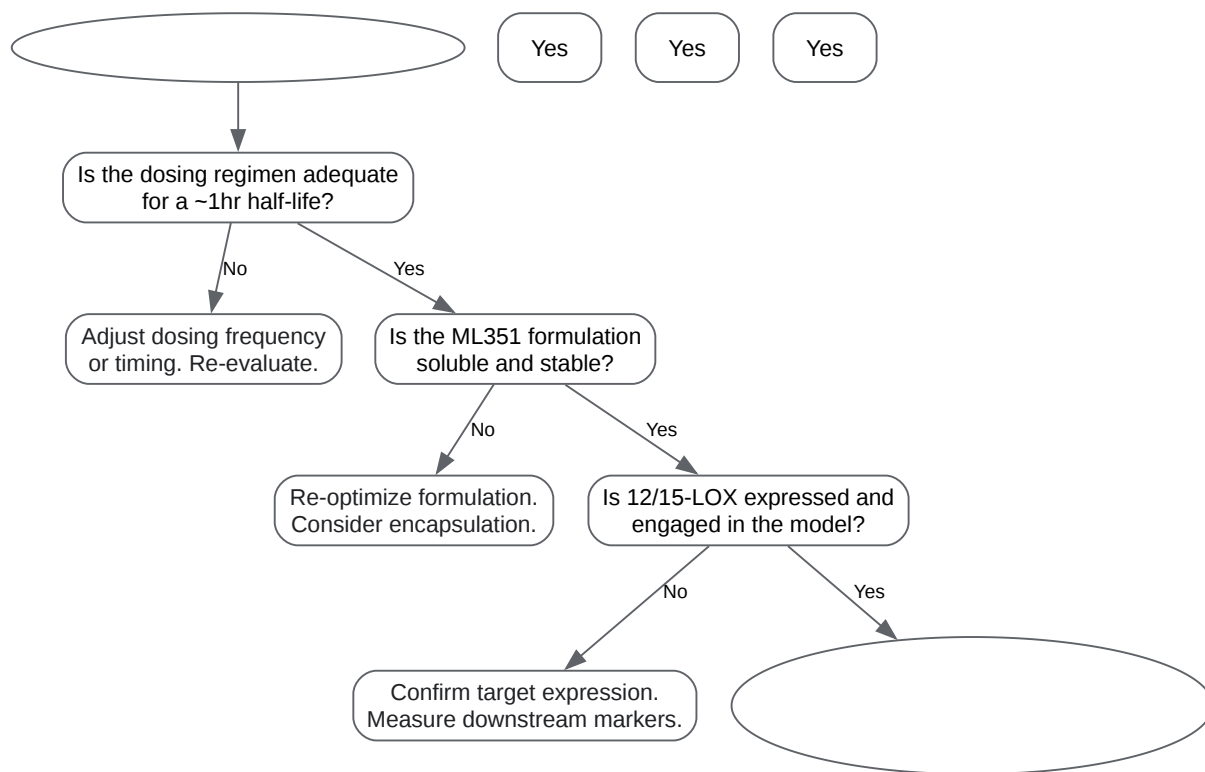 Yes
Yes
Yes
Is the dosing regimen adequate
for a ~1hr half-life?
No
Yes
Adjust dosing frequency
or timing. Re-evaluate.
Is the ML351 formulation
soluble and stable?
No
Yes
Re-optimize formulation.
Consider encapsulation.
Is 12/15-LOX expressed and
engaged in the model?
No
Yes
Confirm target expression.
Measure downstream markers.